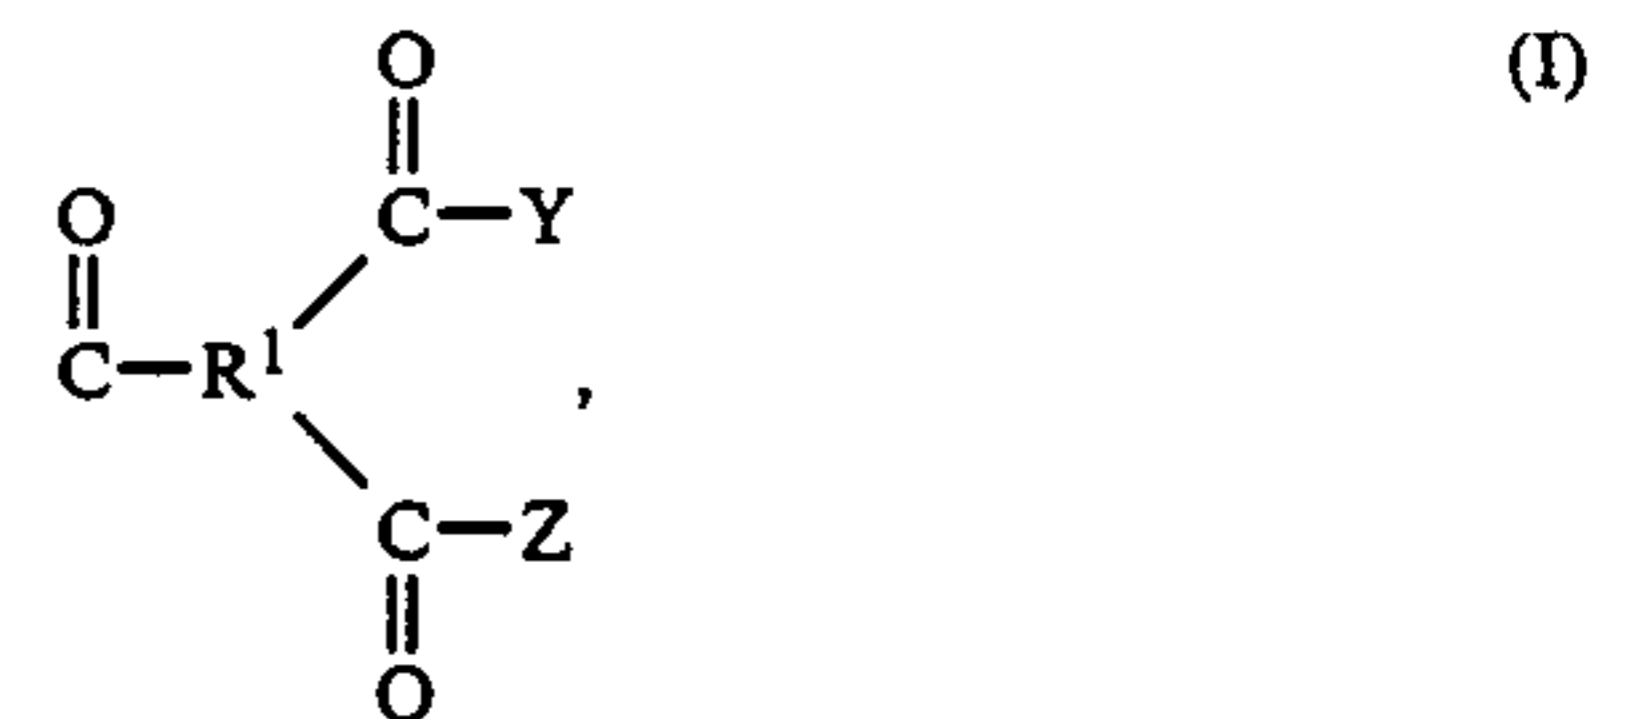 O (I)
O C—Y
C—R¹ ,
C—Z
O